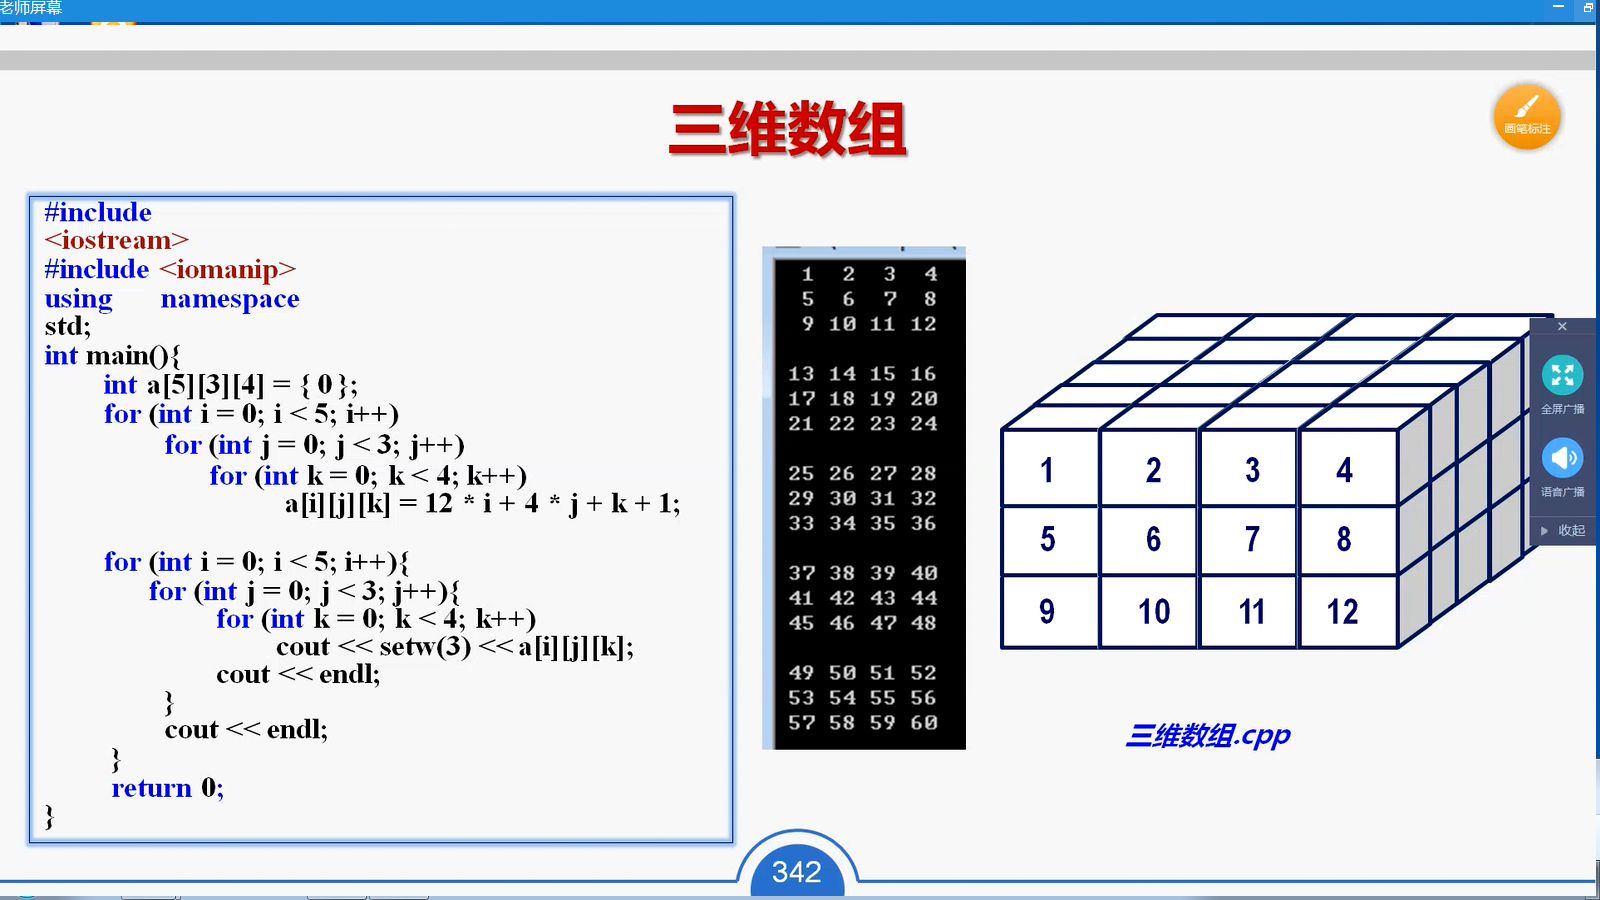 老师屏幕
三维数组
画笔标注
#include
<iostream>
#include <iomanip>
using namespace
std;
int main(){
int a[5][3][4] = { 0 };
for (int i = 0; i < 5; i++)
for (int j = 0; j < 3; j++)
for (int k = 0; k < 4; k++)
a[i][j][k] = 12 * i + 4 * j + k + 1;
for (int i = 0; i < 5; i++){
for (int j = 0; j < 3; j++){
for (int k = 0; k < 4; k++)
cout << setw(3) << a[i][j][k];
cout << endl;
}
cout << endl;
}
return 0;
}
1 2 3 4
5 6 7 8
9 10 11 12
13 14 15 16
17 18 19 20
21 22 23 24
25 26 27 28
29 30 31 32
33 34 35 36
37 38 39 40
41 42 43 44
45 46 47 48
49 50 51 52
53 54 55 56
57 58 59 60
1 2 3 4
5 6 7 8
9 10 11 12
三维数组.cpp
全屏广播
语音广播
收起
342